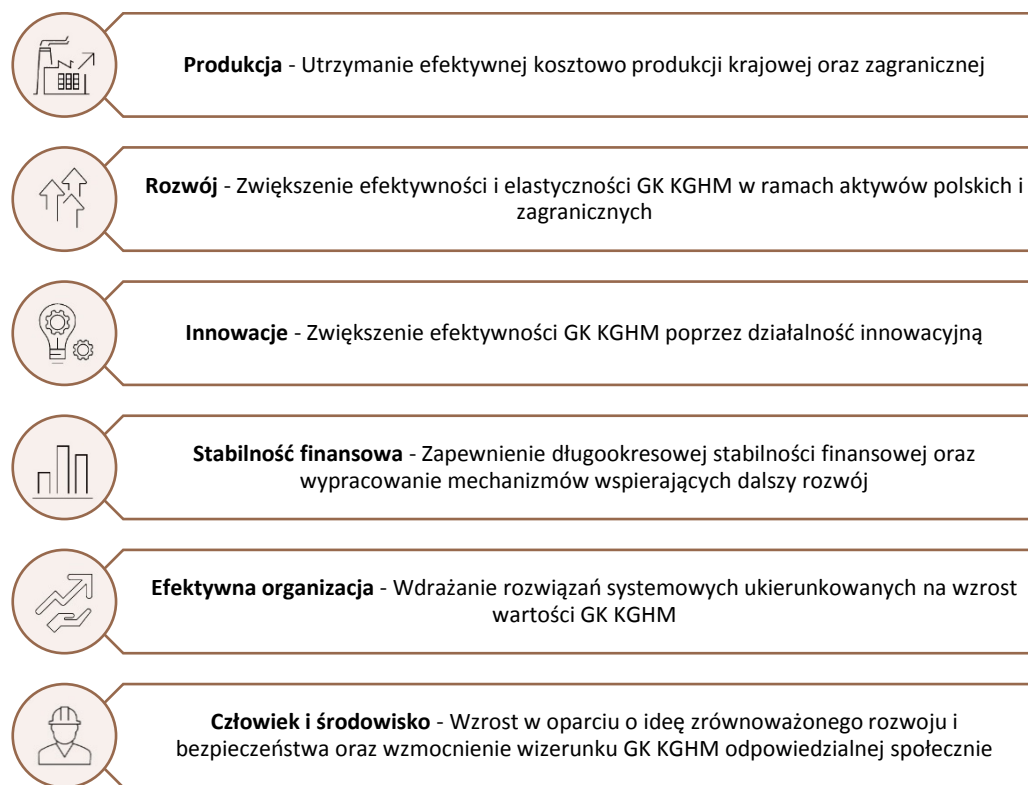 Produkcja - Utrzymanie efektywnej kosztowo produkcji krajowej oraz zagranicznej
Rozwój - Zwiększenie efektywności i elastyczności GK KGHM w ramach aktywów polskich i
zagranicznych
Innowacje - Zwiększenie efektywności GK KGHM poprzez działalność innowacyjną
Stabilność finansowa - Zapewnienie długookresowej stabilności finansowej oraz
wypracowanie mechanizmów wspierających dalszy rozwój
Efektywna organizacja - Wdrażanie rozwiązań systemowych ukierunkowanych na wzrost
wartości GK KGHM
Człowiek i środowisko - Wzrost w oparciu o ideę zrównoważonego rozwoju i
bezpieczeństwa oraz wzmocnienie wizerunku GK KGHM odpowiedzialnej społecznie